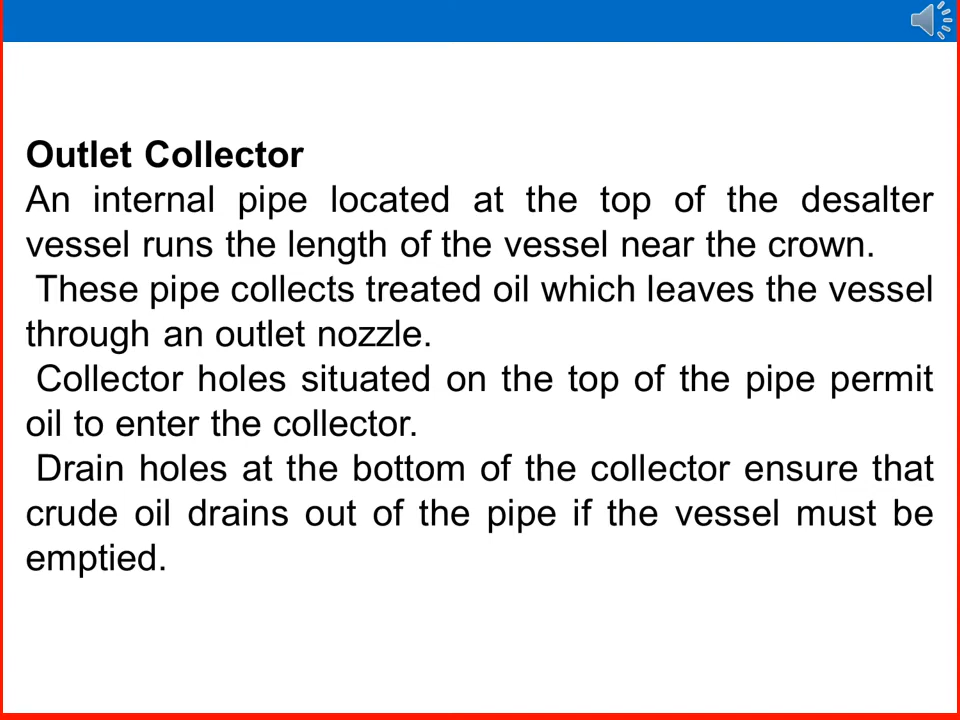 Outlet Collector
An internal pipe located at the top of the desalter
vessel runs the length of the vessel near the crown.
These pipe collects treated oil which leaves the vessel
through an outlet nozzle.
Collector holes situated on the top of the pipe permit
oil to enter the collector.
Drain holes at the bottom of the collector ensure that
crude oil drains out of the pipe if the vessel must be
emptied.